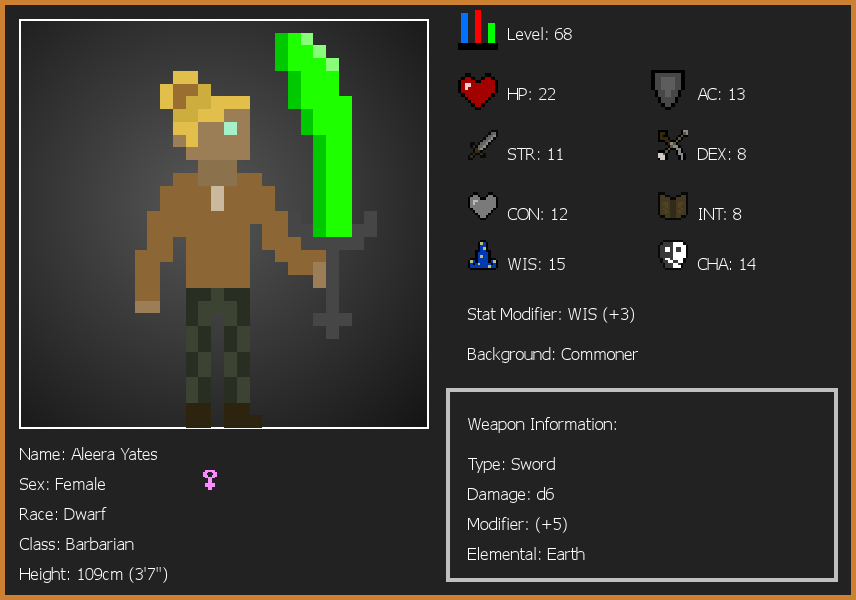 Level: 68
HP: 22
AC: 13
STR: 11
DEX: 8
CON: 12
INT: 8
WIS: 15
CHA: 14
Stat Modifier: WIS (+3)
Background: Commoner
Weapon Information:
Type: Sword
Damage: d6
Modifier: (+5)
Elemental: Earth
Name: Aleera Yates
Sex: Female
Race: Dwarf
Class: Barbarian
Height: 109cm (3'7")